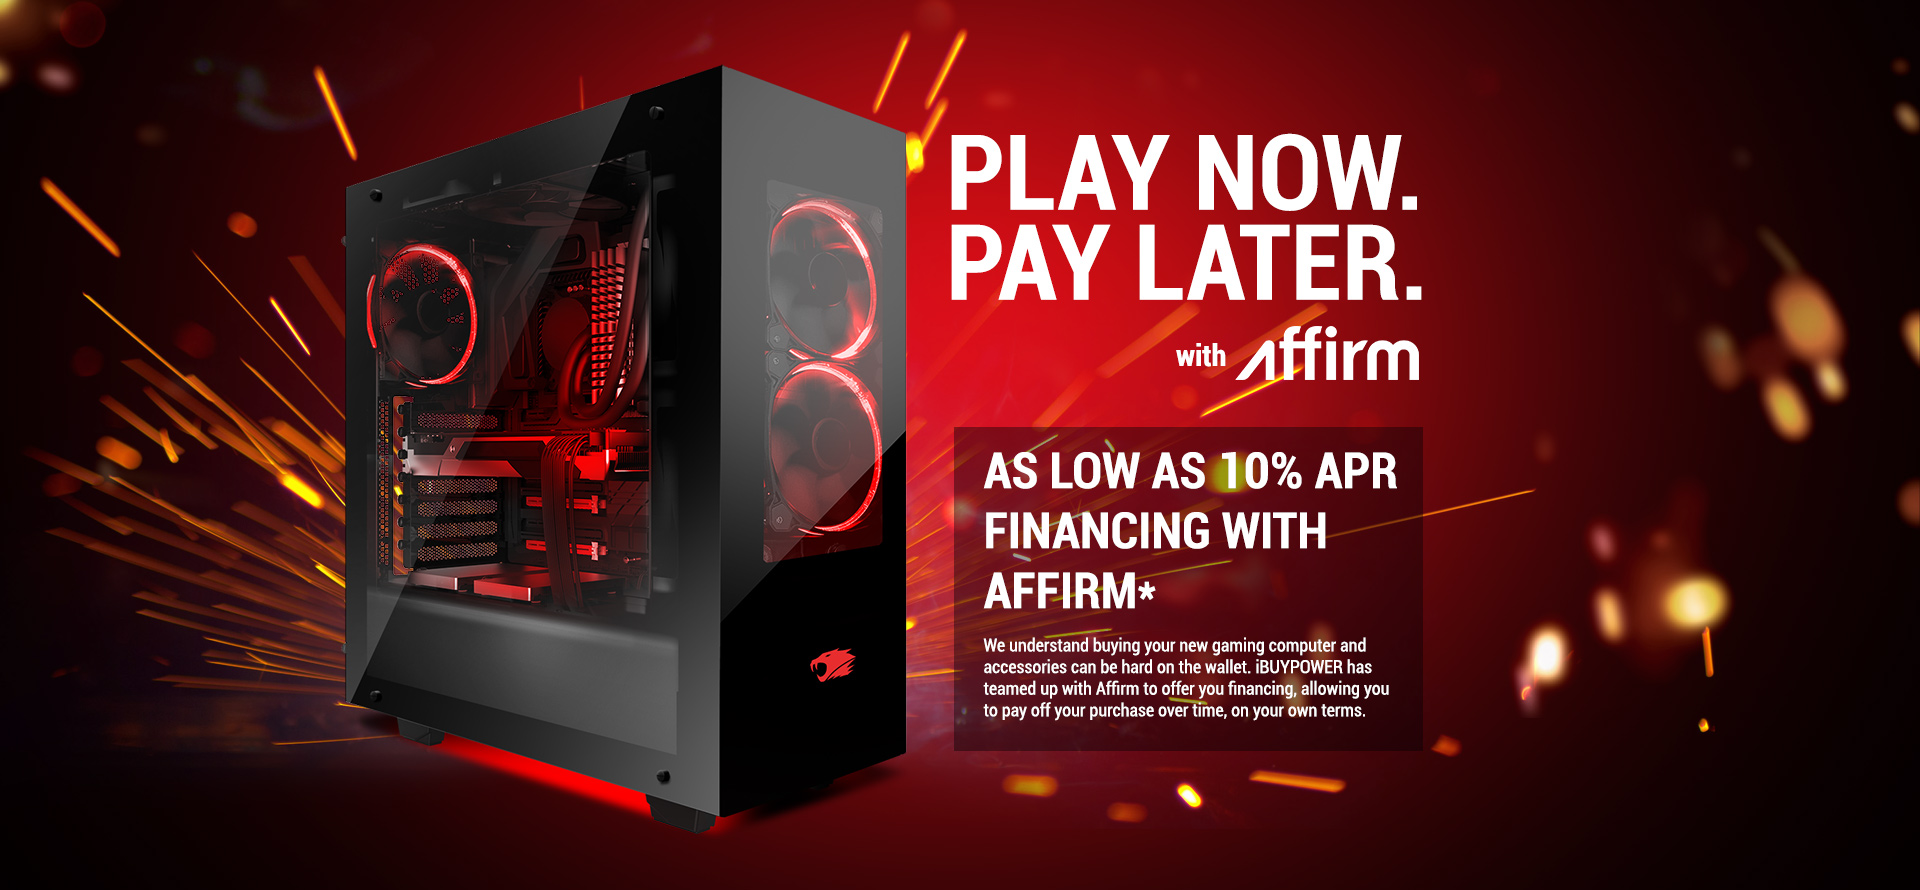 PLAY NOW.
PAY LATER.
with affirm
AS LOW AS 10% APR
FINANCING WITH
AFFIRM*
We understand buying your new gaming computer and
accessories can be hard on the wallet. iBUYPOWER has
teamed up with Affirm to offer you financing, allowing you
to pay off your purchase over time, on your own terms.